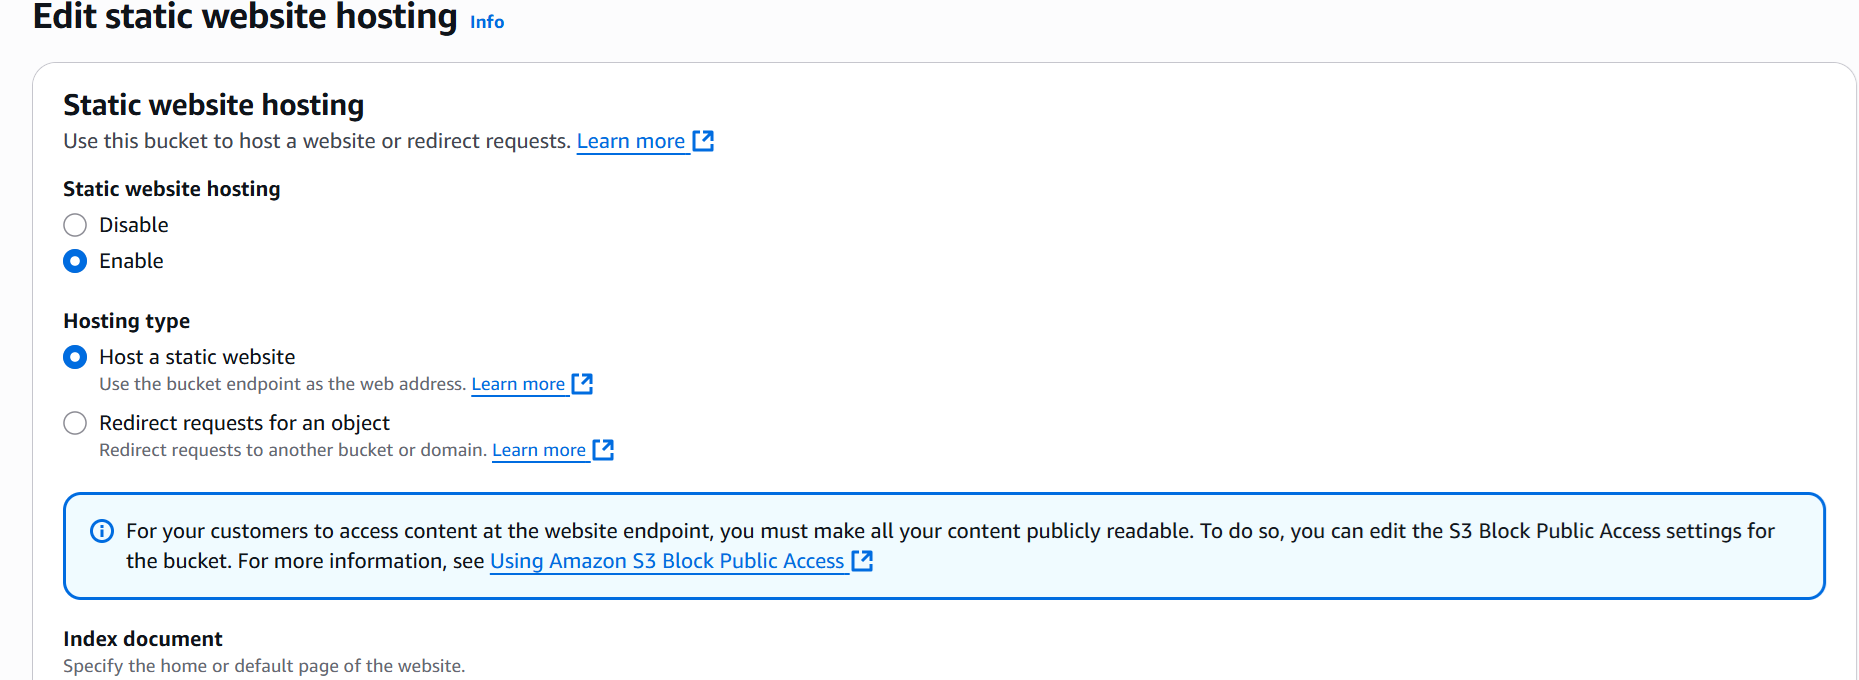 Edit static website hosting Info
Static website hosting
Use this bucket to host a website or redirect requests. Learn more
Static website hosting
Disable
Enable
Hosting type
Host a static website
Use the bucket endpoint as the web address. Learn more
Redirect requests for an object
Redirect requests to another bucket or domain. Learn more
For your customers to access content at the website endpoint, you must make all your content publicly readable. To do so, you can edit the S3 Block Public Access settings for
the bucket. For more information, see Using Amazon S3 Block Public Access
Index document
Specify the home or default page of the website.